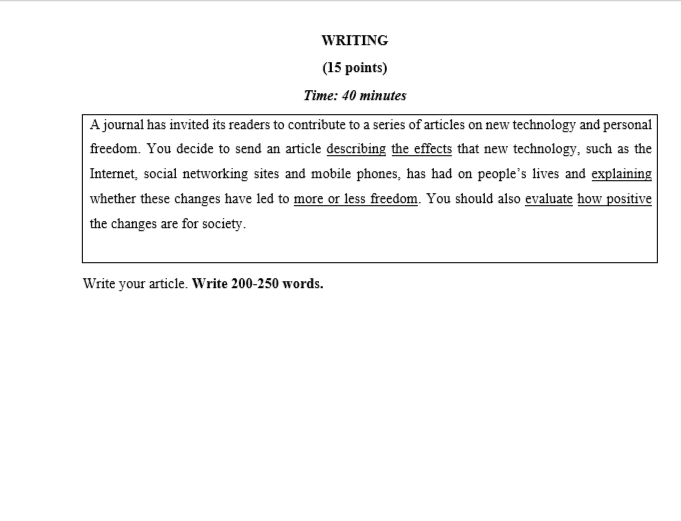 WRITING
(15 points)
Time: 40 minutes
A journal has invited its readers to contribute to a series of articles on new technology and personal
freedom. You decide to send an article describing the effects that new technology, such as the
Internet, social networking sites and mobile phones, has had on people's lives and explaining
whether these changes have led to more or less freedom. You should also evaluate how positive
the changes are for society.
Write your article. Write 200-250 words.